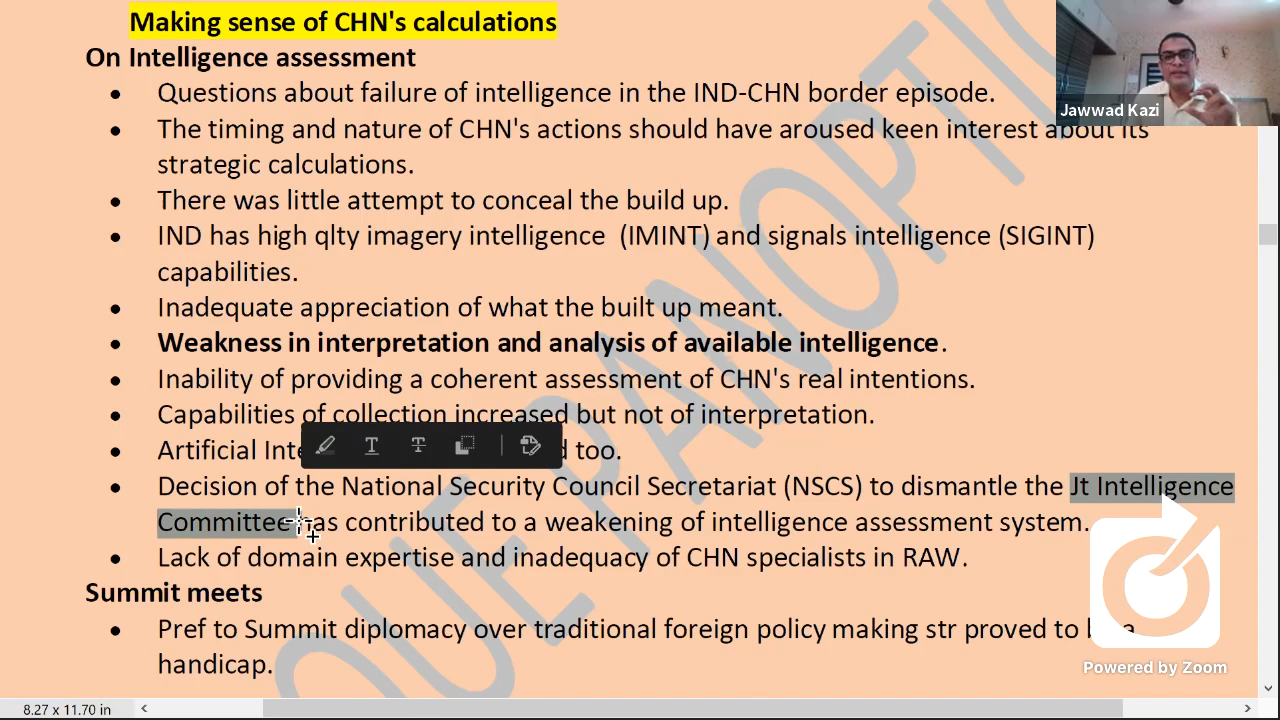 Making sense of CHN's calculations
On Intelligence assessment
Questions about failure of intelligence in the IND-CHN border episode.
The timing and nature of CHN's actions should have aroused keen interest about its
strategic calculations.
There was little attempt to conceal the build up.
IND has high qlty imagery intelligence (IMINT) and signals intelligence (SIGINT)
capabilities.
Inadequate appreciation of what the built up meant.
Weakness in interpretation and analysis of available intelligence.
Inability of providing a coherent assessment of CHN's real intentions.
Capabilities of collection increased but not of interpretation.
Artificial too.
Decision of the National Security Council Secretariat (NSCS) to dismantle the Jt Intelligence
Committee has contributed to a weakening of intelligence assessment system.
Lack of domain expertise and inadequacy of CHN specialists in RAW.
Summit meets
Pref to Summit diplomacy over traditional foreign policy making str proved to
handicap.
Jawwad Kazi
Powered by Zoom
8.27 x 11.70 in